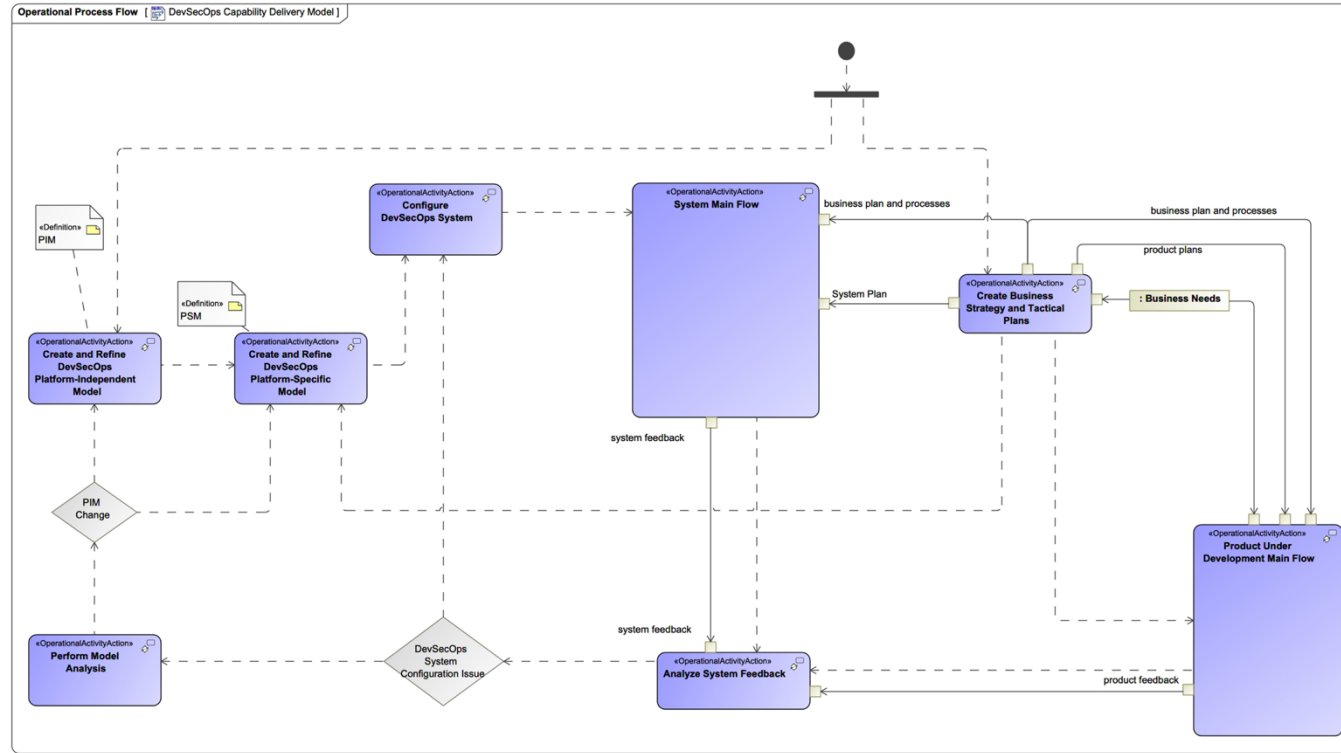 Operational Process Flow [ DevSecOps Capability Delivery Model ]
«OperationalActivityAction»
Configure
DevSecOps System
«OperationalActivityAction»
System Main Flow
business plan and processes
business plan and processes
product plans
«Definition»
PIM
«OperationalActivityAction»
Create Business
Strategy and Tactical
Plans
: Business Needs
System Plan
«Definition»
PSM
«OperationalActivityAction»
Create and Refine
DevSecOps
Platform-Independent
Model
«OperationalActivityAction»
Create and Refine
DevSecOps
Platform-Specific
Model
system feedback
PIM
Change
«OperationalActivityAction»
Product Under
Development Main Flow
system feedback
«OperationalActivityAction»
Perform Model
Analysis
DevSecOps
System
Configuration Issue
«OperationalActivityAction»
Analyze System Feedback
product feedback